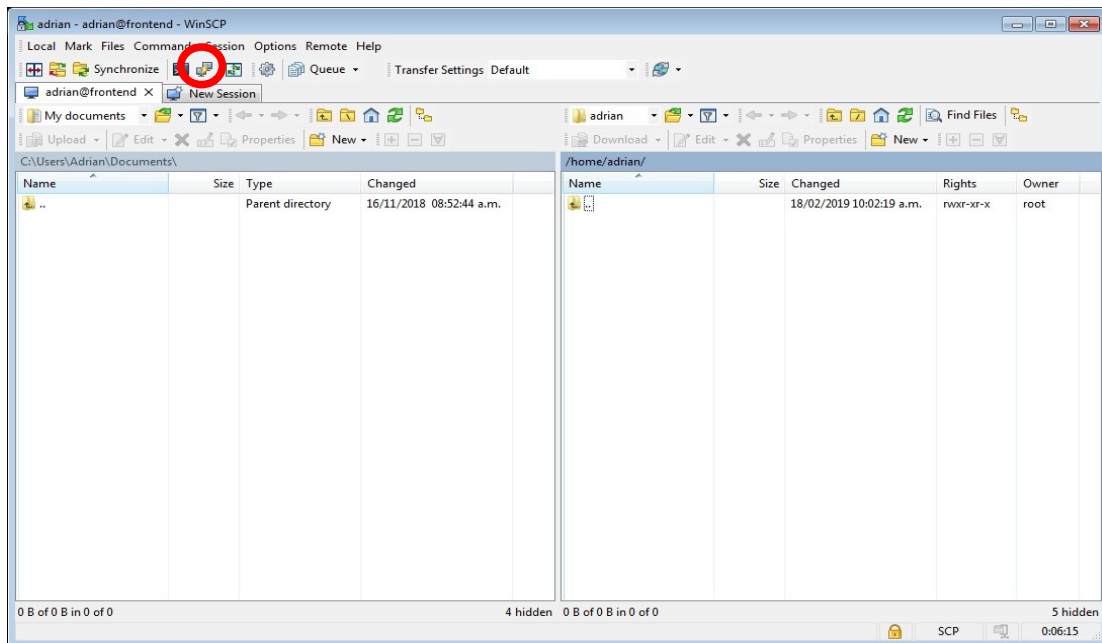 adrian - adrian@frontend - WinSCP
Local Mark Files Command Session Options Remote Help
Synchronize Queue Transfer Settings Default
adrian@frontend × New Session
My documents adrian Find Files
Upload Edit Properties New Download Edit Properties New
C:\Users\Adrian\Documents\ /home/adrian/
Name Size Type Changed Name Size Changed Rights Owner
.. Parent directory 16/11/2018 08:52:44 a.m. .. 18/02/2019 10:02:19 a.m. rwxr-xr-x root
0 B of 0 B in 0 of 0 4 hidden 0 B of 0 B in 0 of 0 5 hidden
SCP 0:06:15